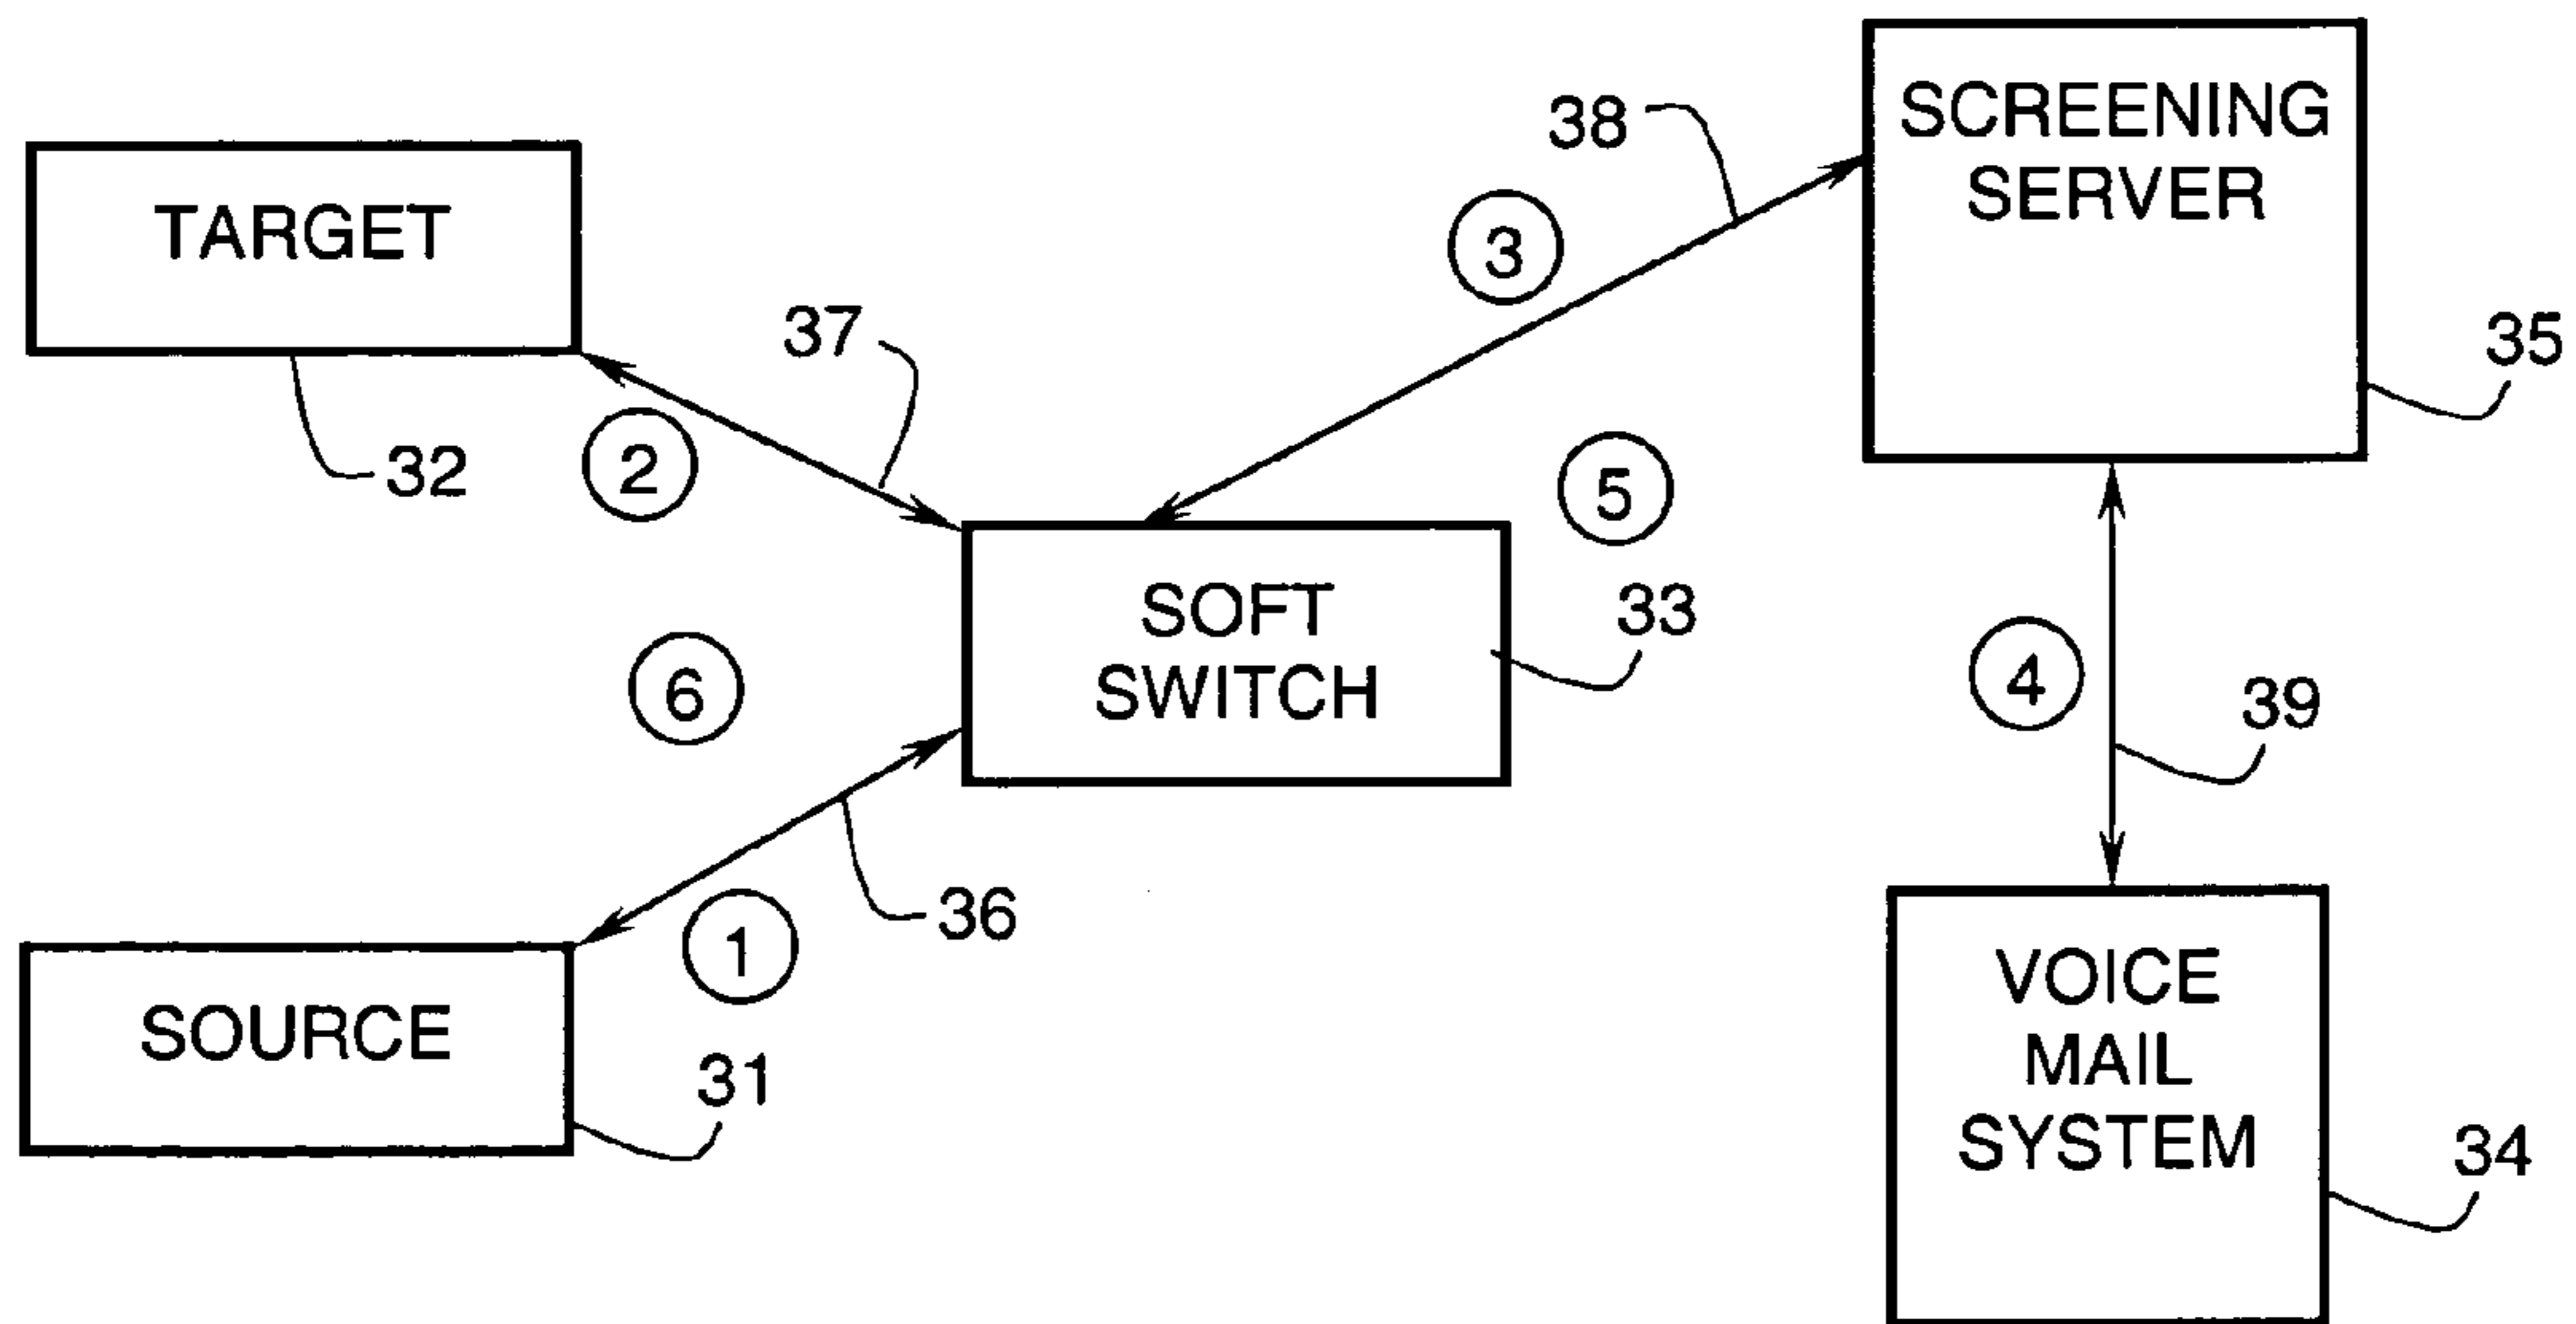 SCREENING
SERVER
38
TARGET
3
37
35
32
2
5
SOFT
SWITCH
33
6
4
39
36
1
SOURCE
31
VOICE
MAIL
SYSTEM
34